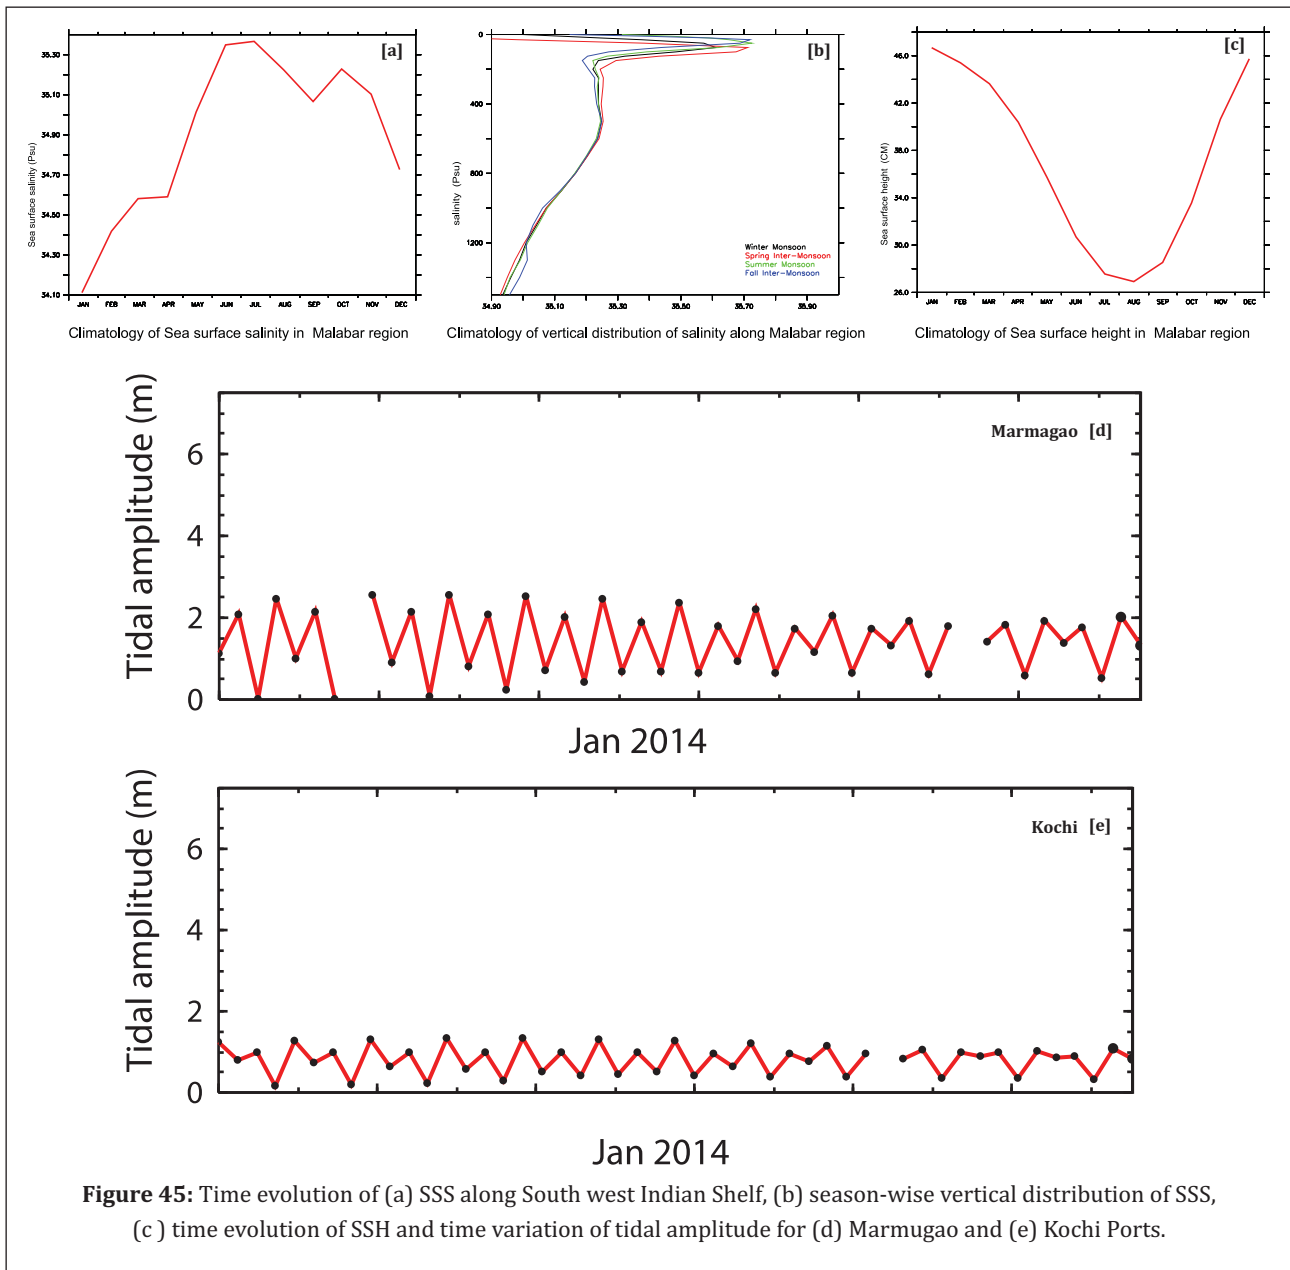 [a]
35.30
35.10
34.90
34.70
34.50
34.30
34.10
Sea surface salinity (Psu)
JAN FEB MAR APR MAY JUN JUL AUG SEP OCT NOV DEC
Climatology of Sea surface salinity in Malabar region
[b]
0
400
800
1200
salinity (Psu)
Winter Monsoon
Spring Inter-Monsoon
Summer Monsoon
Fall Inter-Monsoon
34.90 35.10 35.30 35.50 35.70 35.90
Climatology of vertical distribution of salinity along Malabar region
[c]
46.0
42.0
38.0
34.0
30.0
26.0
Sea surface height (CM)
JAN FEB MAR APR MAY JUN JUL AUG SEP OCT NOV DEC
Climatology of Sea surface height in Malabar region
Marmagao [d]
Tidal amplitude (m)
6
4
2
0
Jan 2014
Kochi [e]
Tidal amplitude (m)
6
4
2
0
Jan 2014
Figure 45: Time evolution of (a) SSS along South west Indian Shelf, (b) season-wise vertical distribution of SSS,
(c ) time evolution of SSH and time variation of tidal amplitude for (d) Marmugao and (e) Kochi Ports.